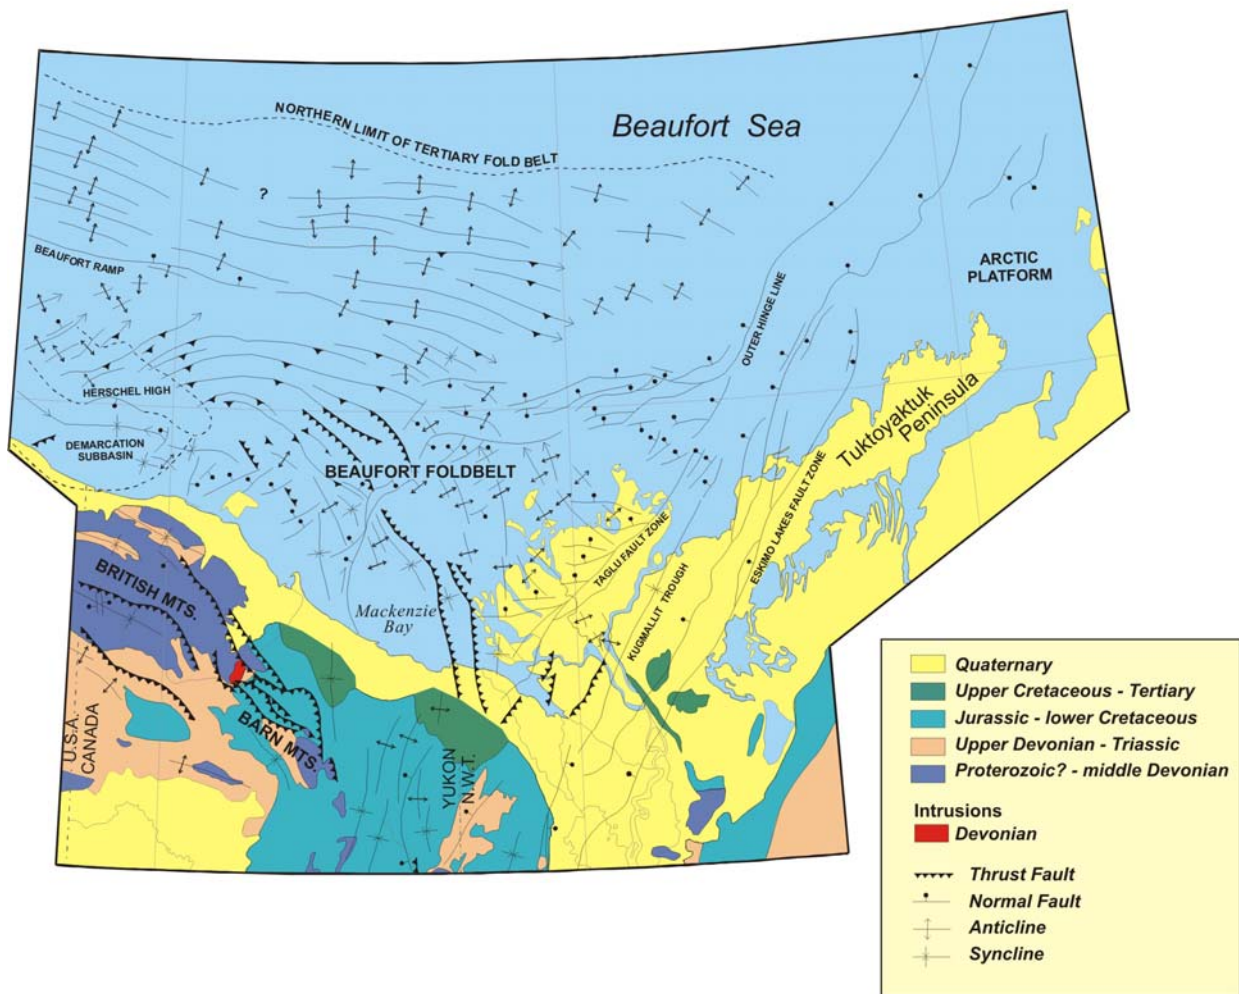 Beaufort Sea
NORTHERN LIMIT OF TERTIARY FOLD BELT
?
BEAUFORT RAMP
ARCTIC
PLATFORM
OUTER HINGE LINE
HERSCHEL HIGH
DEMARCATION
SUBBASIN
BEAUFORT FOLDBELT
Tuktoyaktuk
Peninsula
ESKIMO LAKES FAULT ZONE
TAGLU FAULT ZONE
KUGMALLIT TROUGH
BRITISH MTS.
Mackenzie
Bay
BARN MTS.
U.S.A.
CANADA
YUKON
N.W.T.
Quaternary
Upper Cretaceous - Tertiary
Jurassic - lower Cretaceous
Upper Devonian - Triassic
Proterozoic? - middle Devonian
Intrusions
Devonian
Thrust Fault
Normal Fault
Anticline
Syncline